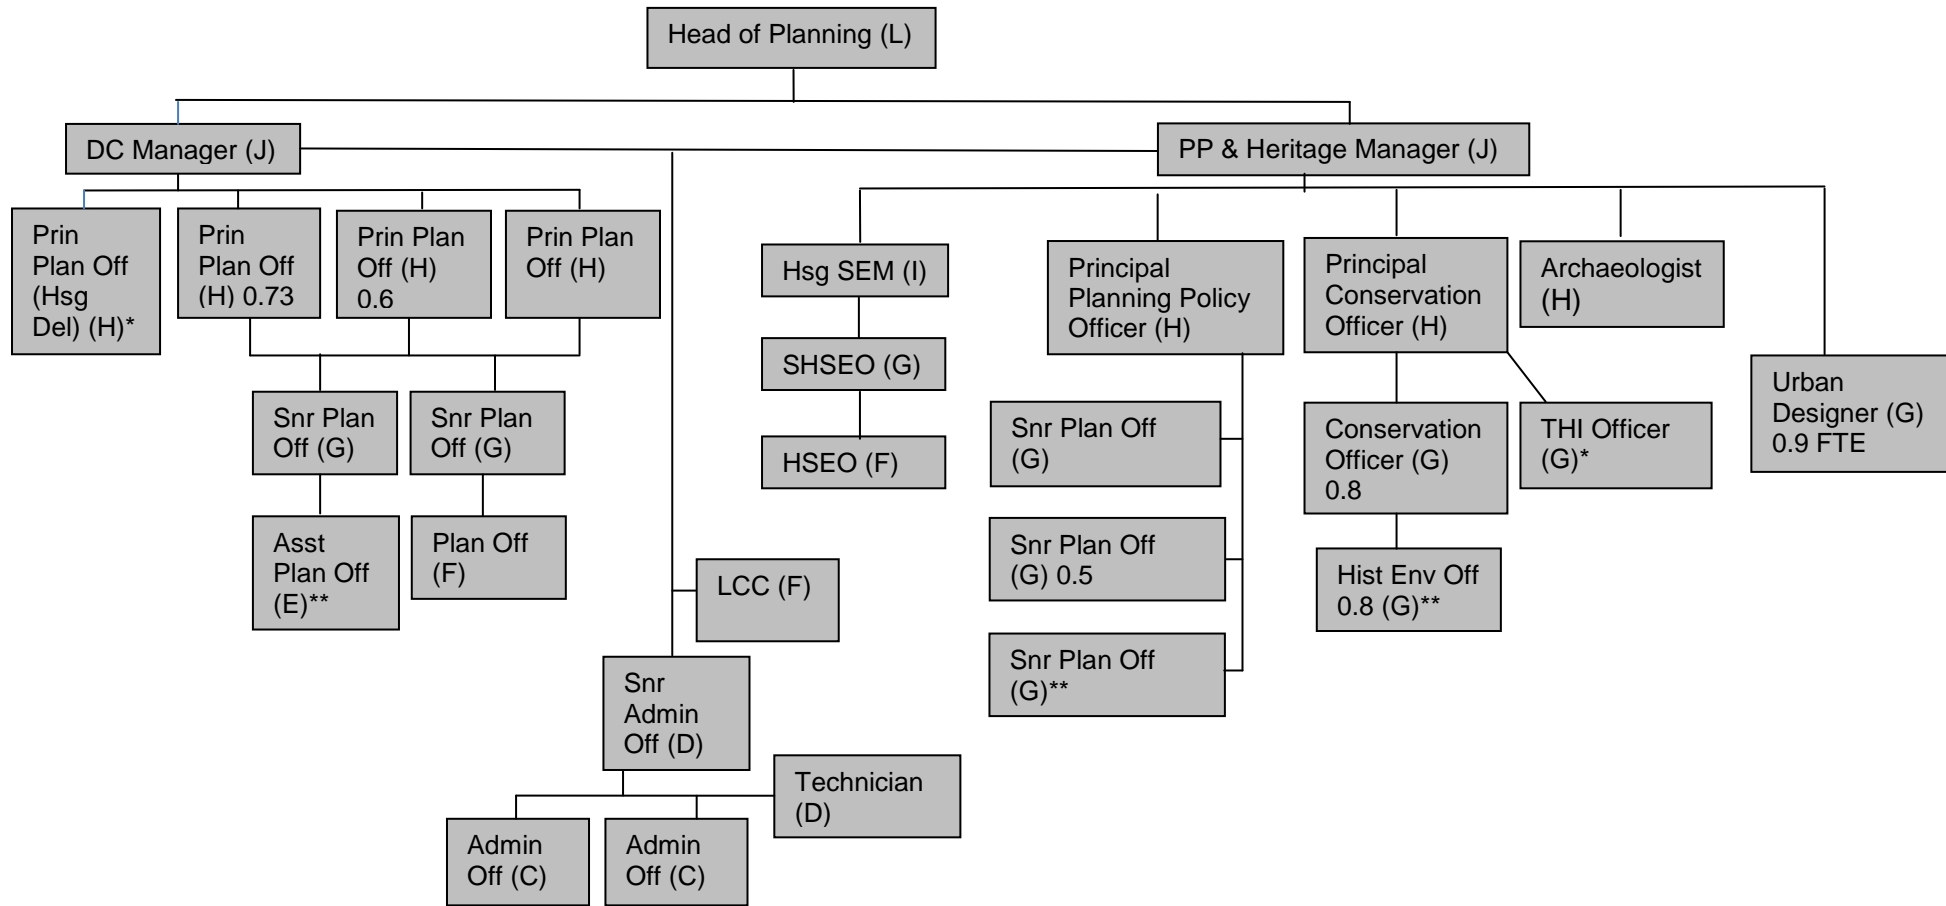 Head of Planning (L)
DC Manager (J)
PP & Heritage Manager (J)
Prin
Plan Off
(Hsg
Del) (H)*
Prin
Plan Off
(H) 0.73
Prin Plan
Off (H)
0.6
Prin Plan
Off (H)
Hsg SEM (I)
Principal
Planning Policy
Officer (H)
Principal
Conservation
Officer (H)
Archaeologist
(H)
Urban
Designer (G)
0.9 FTE
SHSEO (G)
HSEO (F)
Snr Plan
Off (G)
Snr Plan
Off (G)
Snr Plan Off
(G)
Conservation
Officer (G)
0.8
THI Officer
(G)*
Asst
Plan Off
(E)**
Plan Off
(F)
LCC (F)
Snr Plan Off
(G) 0.5
Hist Env Off
0.8 (G)**
Snr Plan Off
(G)**
Snr
Admin
Off (D)
Technician
(D)
Admin
Off (C)
Admin
Off (C)